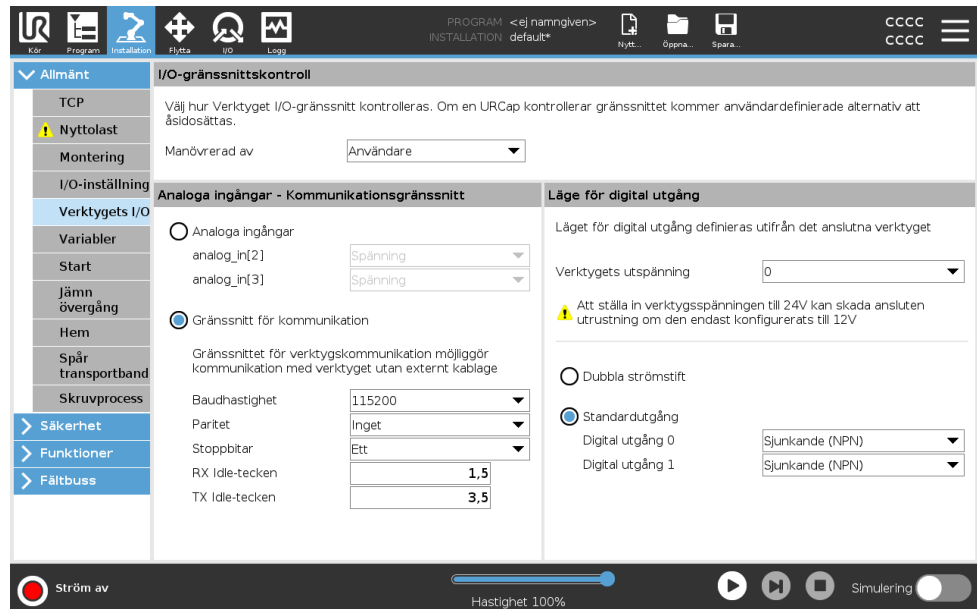 PROGRAM <ej namngiven>
INSTALLATION default*
cccc
cccc
Kör Program Installation Flytta I/O Logg Nytt... Öppna... Spara...
Allmänt
TCP
Nyttolast
Montering
I/O-inställning
Verktygets I/O
Variabler
Start
Jämn
övergång
Hem
Spår
transportband
Skruvprocess
Säkerhet
Funktioner
Fältbuss
I/O-gränssnittskontroll
Välj hur Verktyget I/O-gränssnitt kontrolleras. Om en URCap kontrollerar gränssnittet kommer användardefinierade alternativ att
åsidosättas.
Manövrerad av Användare
Analoga ingångar - Kommunikationsgränssnitt
Analoga ingångar
analog_in[2] Spänning
analog_in[3] Spänning
Gränssnitt för kommunikation
Gränssnittet för verktygskommunikation möjliggör
kommunikation med verktyget utan externt kablage
Baudhastighet 115200
Paritet Inget
Stoppbitar Ett
RX Idle-tecken 1,5
TX Idle-tecken 3,5
Läge för digital utgång
Läget för digital utgång definieras utifrån det anslutna verktyget
Verktygets utspänning 0
Att ställa in verktygsspänningen till 24V kan skada ansluten
utrustning om den endast konfigurerats till 12V
Dubbla strömstift
Standardutgång
Digital utgång 0 Sjunkande (NPN)
Digital utgång 1 Sjunkande (NPN)
Ström av
Hastighet 100%
Simulering